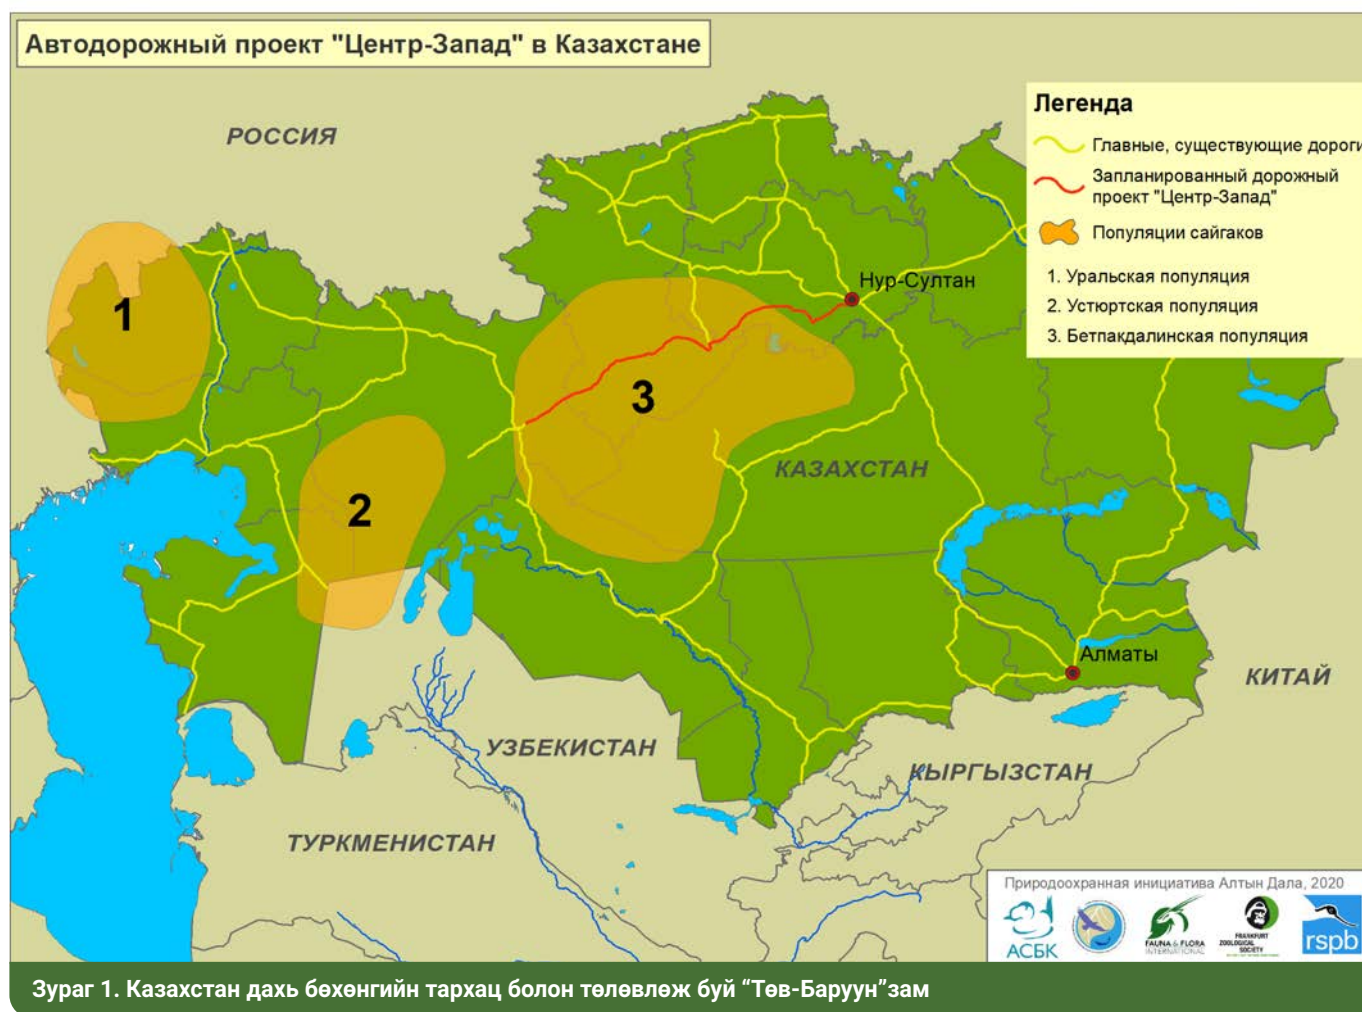 Автодорожный проект "Центр-Запад" в Казахстане
РОССИЯ
Легенда
Главные, существующие дороги
Запланированный дорожный
проект "Центр-Запад"
Популяции сайгаков
1. Уральская популяция
2. Устюртская популяция
3. Бетпакдалинская популяция
Нур-Султан
1
3
2
КАЗАХСТАН
Алматы
КИТАЙ
УЗБЕКИСТАН
КЫРГЫЗСТАН
ТУРКМЕНИСТАН
Природоохранная инициатива Алтын Дала, 2020
АСБК
FAUNA & FLORA
INTERNATIONAL
FRANKFURT
ZOOLOGICAL
SOCIETY
rspb
Зураг 1. Казахстан дахь бөхөнгийн тархац болон төлөвлөж буй “Төв-Баруун”зам